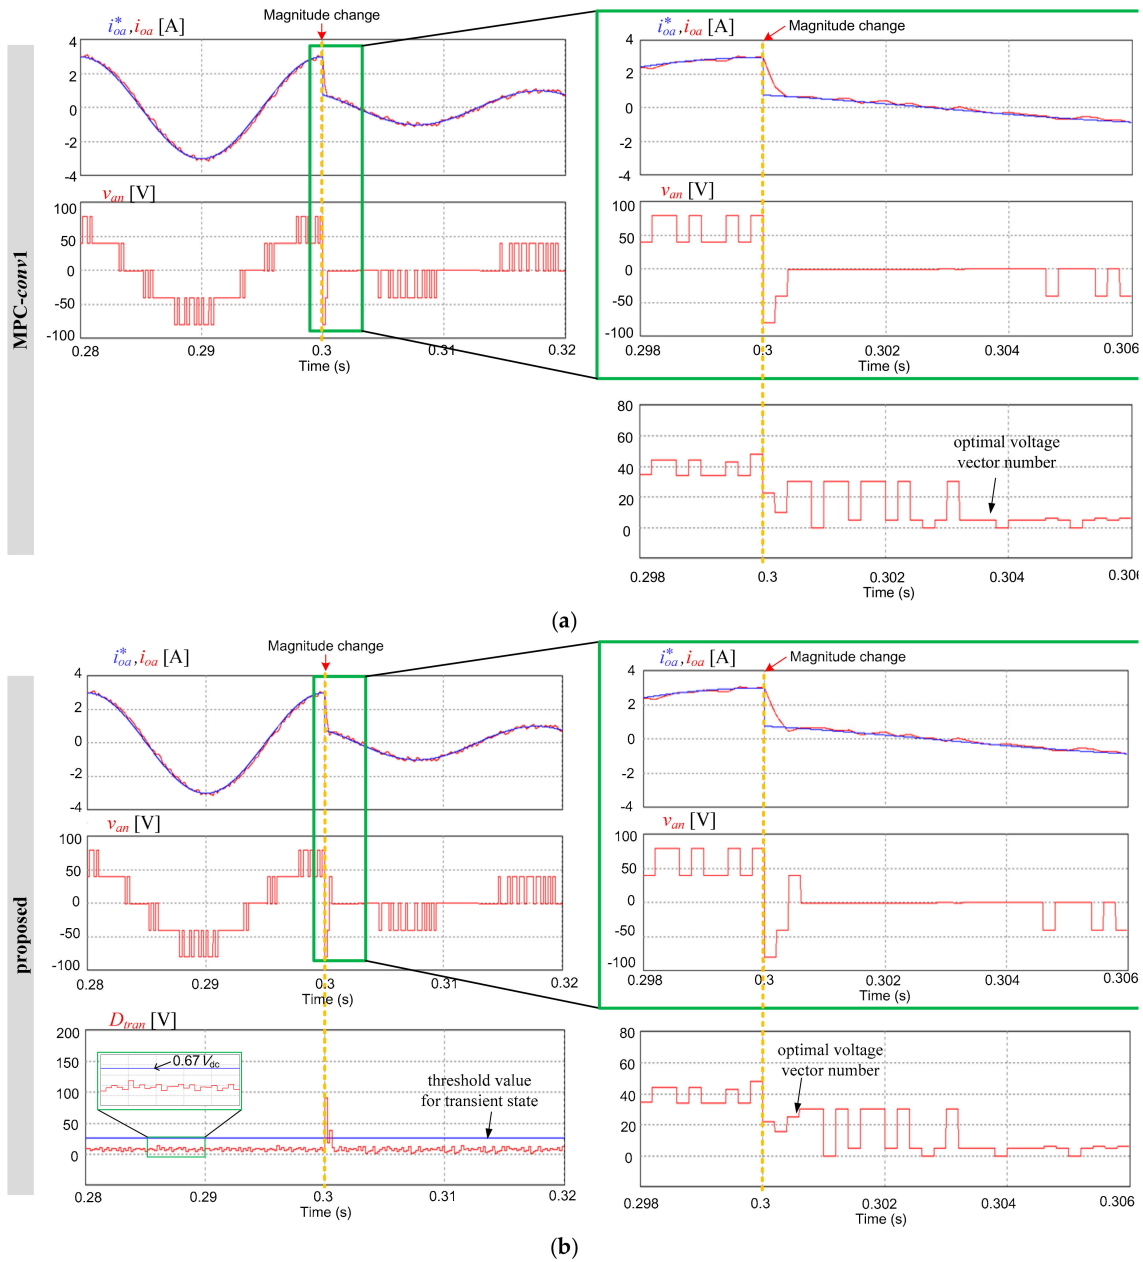 Magnitude change
i*oa, ioa [A]
4
2
0
-2
-4
van [V]
100
50
0
-50
-100
0.28
0.29
0.3
0.31
0.32
Time (s)
Magnitude change
i*oa, ioa [A]
4
2
0
-2
-4
van [V]
100
50
0
-50
-100
0.298
0.3
0.302
0.304
0.306
Time (s)
MPC-conv1
80
60
40
20
0
optimal voltage
vector number
0.298
0.3
0.302
0.304
0.306
Time (s)
(a)
Magnitude change
i*oa, ioa [A]
4
2
0
-2
-4
van [V]
100
50
0
-50
-100
0.28
0.29
0.3
0.31
0.32
Time (s)
Magnitude change
i*oa, ioa [A]
4
2
0
-2
-4
van [V]
100
50
0
-50
-100
0.298
0.3
0.302
0.304
0.306
Time (s)
proposed
Dtran [V]
200
150
100
50
0
0.67 Vdc
threshold value
for transient state
0.28
0.29
0.3
0.31
0.32
Time (s)
80
60
40
20
0
optimal voltage
vector number
0.298
0.3
0.302
0.304
0.306
Time (s)
(b)